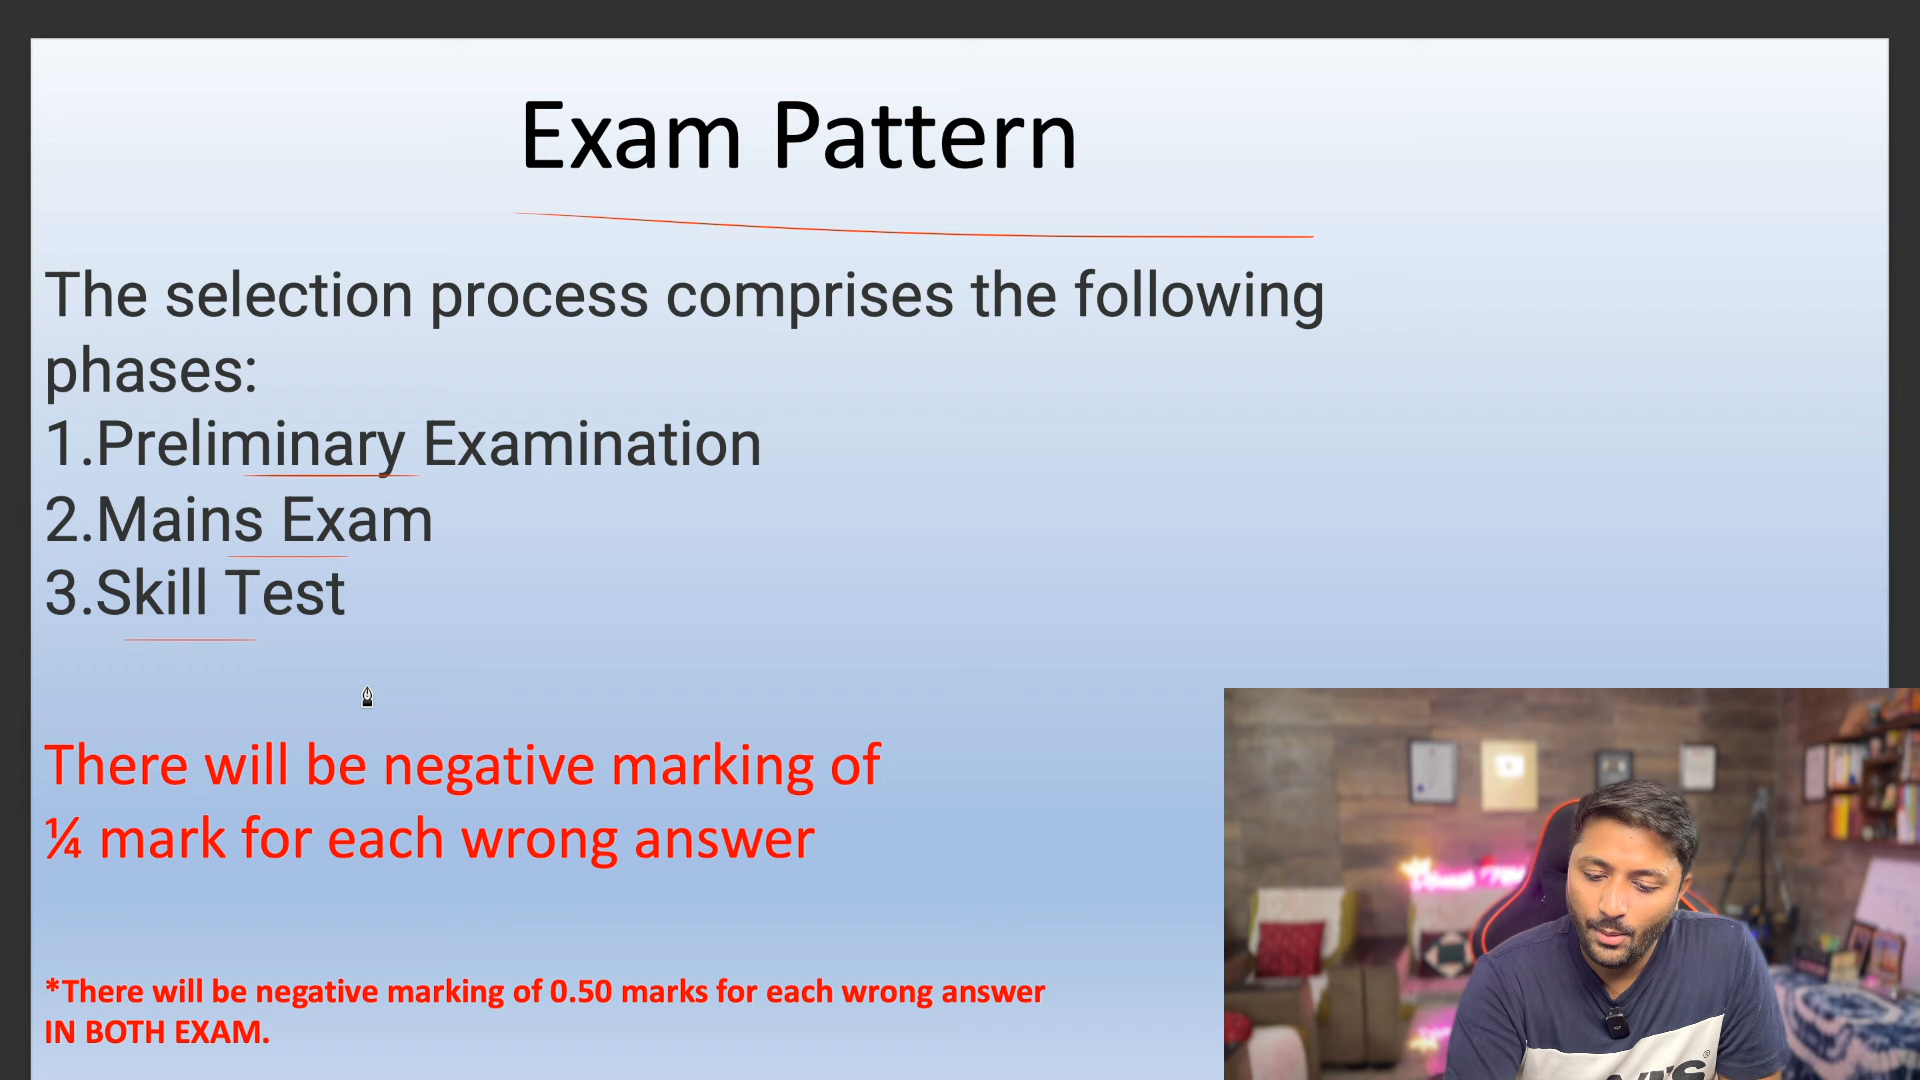 Exam Pattern
The selection process comprises the following
phases:
1.Preliminary Examination
2.Mains Exam
3.Skill Test
There will be negative marking of
¼ mark for each wrong answer
*There will be negative marking of 0.50 marks for each wrong answer
IN BOTH EXAM.